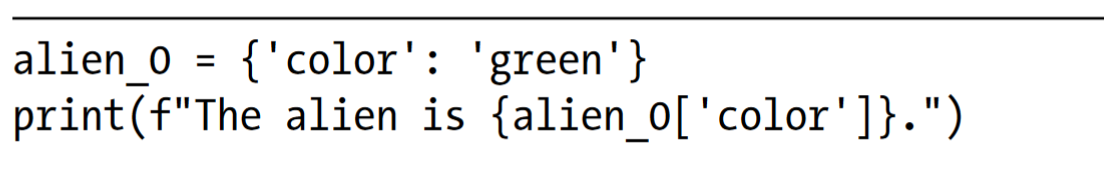 alien_0 = {'color': 'green'}
print(f"The alien is {alien_0['color']}.")